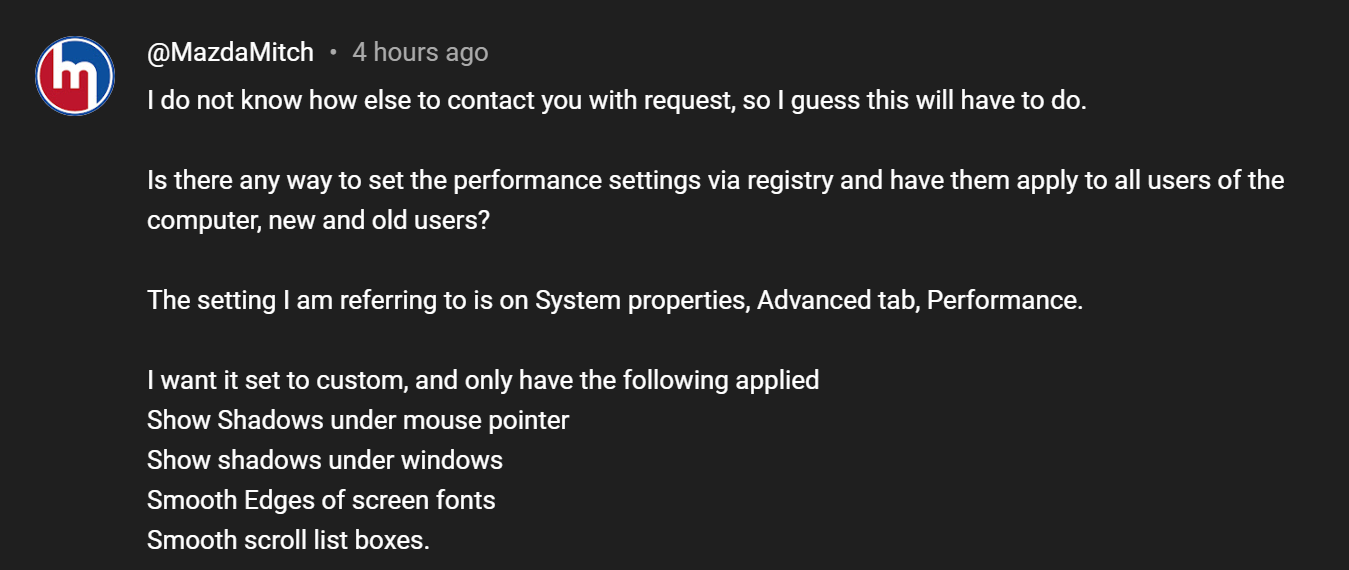 @MazdaMitch • 4 hours ago
I do not know how else to contact you with request, so I guess this will have to do.
Is there any way to set the performance settings via registry and have them apply to all users of the
computer, new and old users?
The setting I am referring to is on System properties, Advanced tab, Performance.
I want it set to custom, and only have the following applied
Show Shadows under mouse pointer
Show shadows under windows
Smooth Edges of screen fonts
Smooth scroll list boxes.